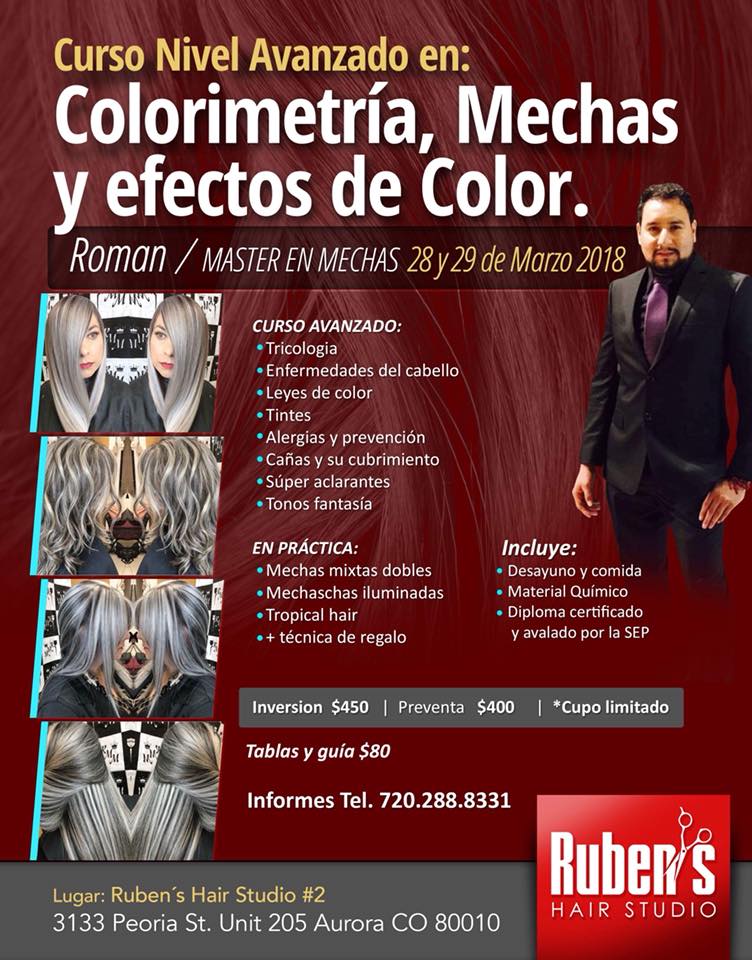 Curso Nivel Avanzado en:
Colorimetría, Mechas
y efectos de Color.
Roman / MASTER EN MECHAS 28 y 29 de Marzo 2018
CURSO AVANZADO:
• Tricologia
• Enfermedades del cabello
• Leyes de color
• Tintes
• Alergias y prevención
• Cañas y su cubrimiento
• Súper aclarantes
• Tonos fantasía
EN PRÁCTICA:
• Mechas mixtas dobles
• Mechaschas iluminadas
• Tropical hair
• + técnica de regalo
Incluye:
• Desayuno y comida
• Material Químico
• Diploma certificado
y avalado por la SEP
Inversion $450 | Preventa $400 | *Cupo limitado
Tablas y guía $80
Informes Tel. 720.288.8331
Ruben's
HAIR STUDIO
Lugar: Ruben´s Hair Studio #2
3133 Peoria St. Unit 205 Aurora CO 80010